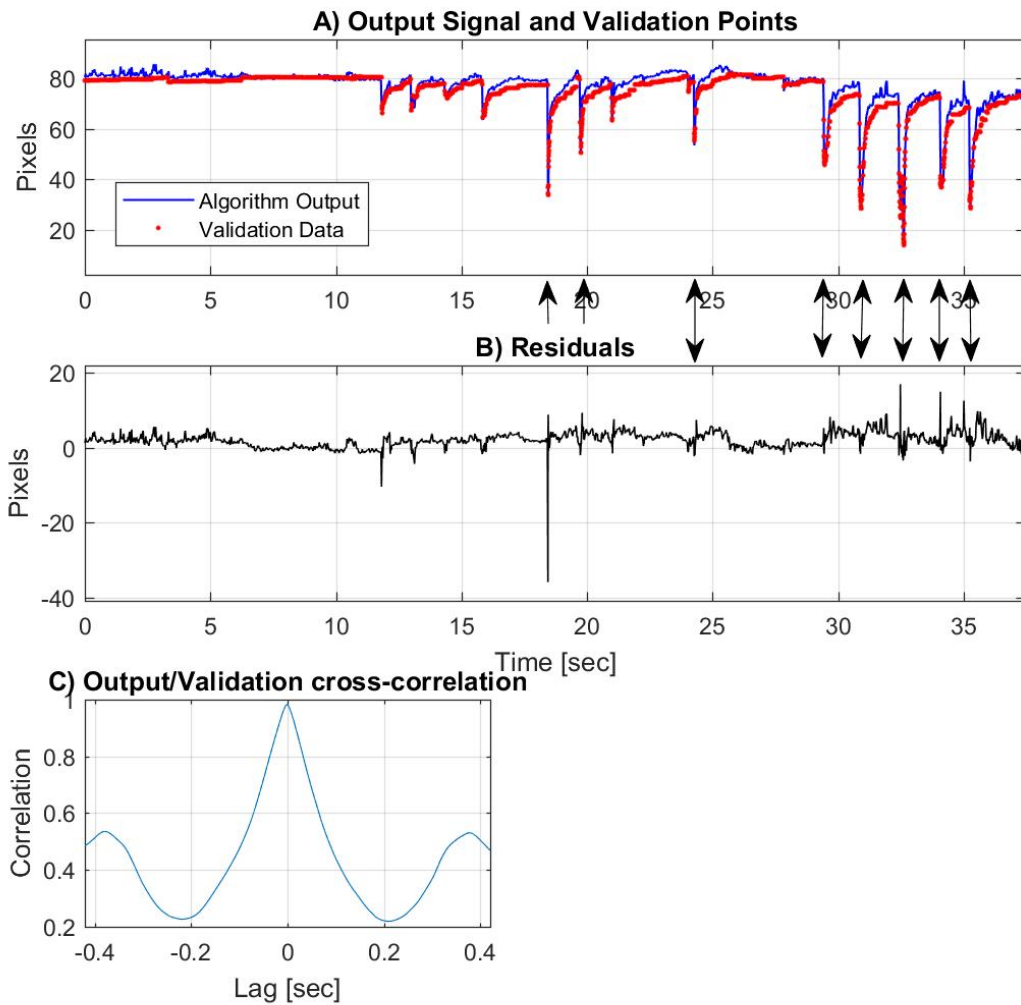 A) Output Signal and Validation Points
80
60
40
20
Pixels
Algorithm Output
Validation Data
0 5 10 15 20 25 30 35
B) Residuals
20
0
-20
-40
Pixels
0 5 10 15 20 25 30 35
Time [sec]
C) Output/Validation cross-correlation
1
0.8
0.6
0.4
0.2
Correlation
-0.4 -0.2 0 0.2 0.4
Lag [sec]